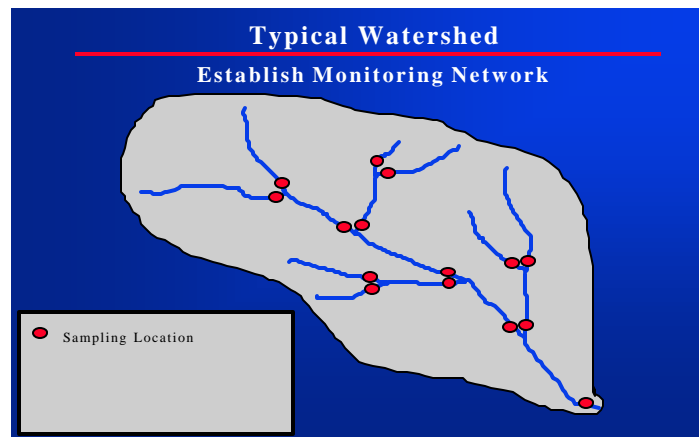 Typical Watershed
Establish Monitoring Network
Sampling Location